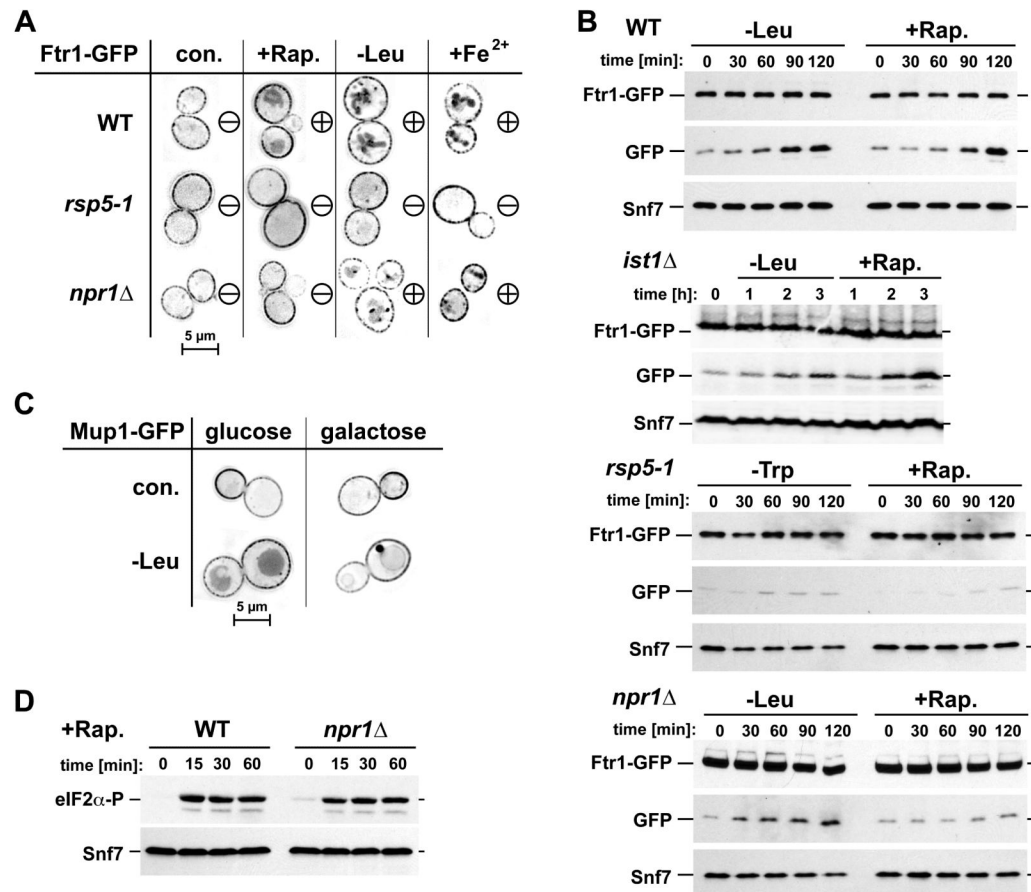 A
Ftr1-GFP con. +Rap. -Leu +Fe2+
WT − + + +
rsp5-1 − − − −
npr1Δ − − + +
5 µm
B
WT -Leu +Rap.
time [min]: 0 30 60 90 120 0 30 60 90 120
Ftr1-GFP
GFP
Snf7
ist1Δ -Leu +Rap.
time [h]: 0 1 2 3 1 2 3
Ftr1-GFP
GFP
Snf7
rsp5-1 -Trp +Rap.
time [min]: 0 30 60 90 120 0 30 60 90 120
Ftr1-GFP
GFP
Snf7
npr1Δ -Leu +Rap.
time [min]: 0 30 60 90 120 0 30 60 90 120
Ftr1-GFP
GFP
Snf7
C
Mup1-GFP glucose galactose
con.
-Leu
5 µm
D
+Rap. WT npr1Δ
time [min]: 0 15 30 60 0 15 30 60
eIF2α-P
Snf7